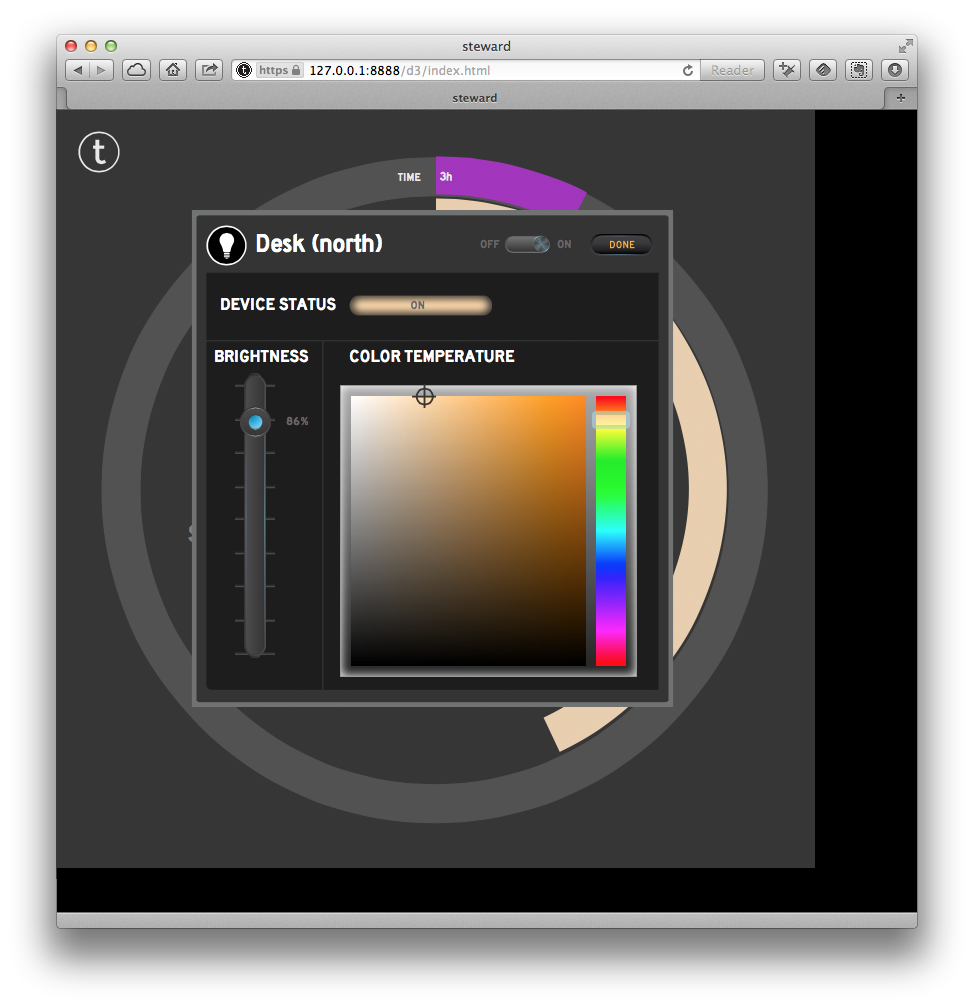 steward
https 127.0.0.1:8888/d3/index.html Reader
steward
t
TIME 3h
Desk (north) OFF ON DONE
DEVICE STATUS ON
BRIGHTNESS COLOR TEMPERATURE
86%